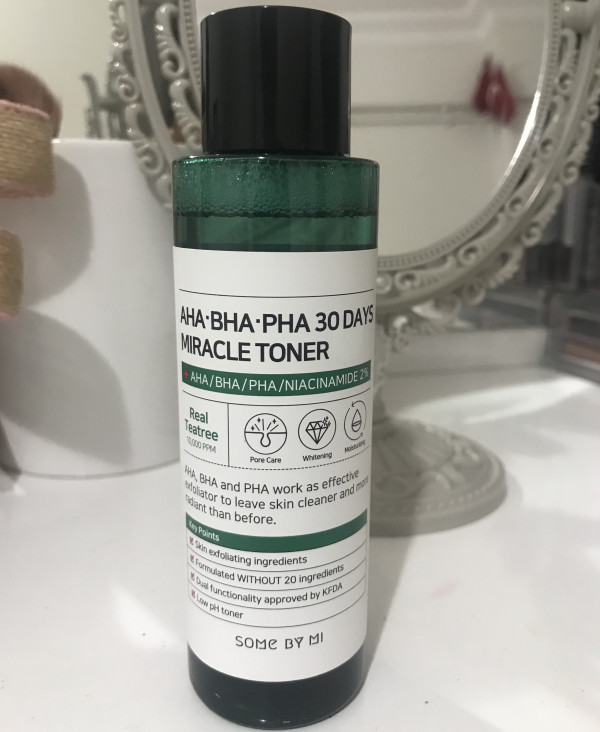 AHA·BHA·PHA 30 DAYS
MIRACLE TONER
+ AHA/BHA/PHA/NIACINAMIDE 2%
Real
Teatree
10,000 PPM
Pore Care
Whitening
Moisturizing
AHA, BHA and PHA work as effective
exfoliator to leave skin cleaner and more
radiant than before.
Key Points
Skin exfoliating ingredients
Formulated WITHOUT 20 ingredients
Dual functionality approved by KFDA
Low pH toner
SOME BY MI